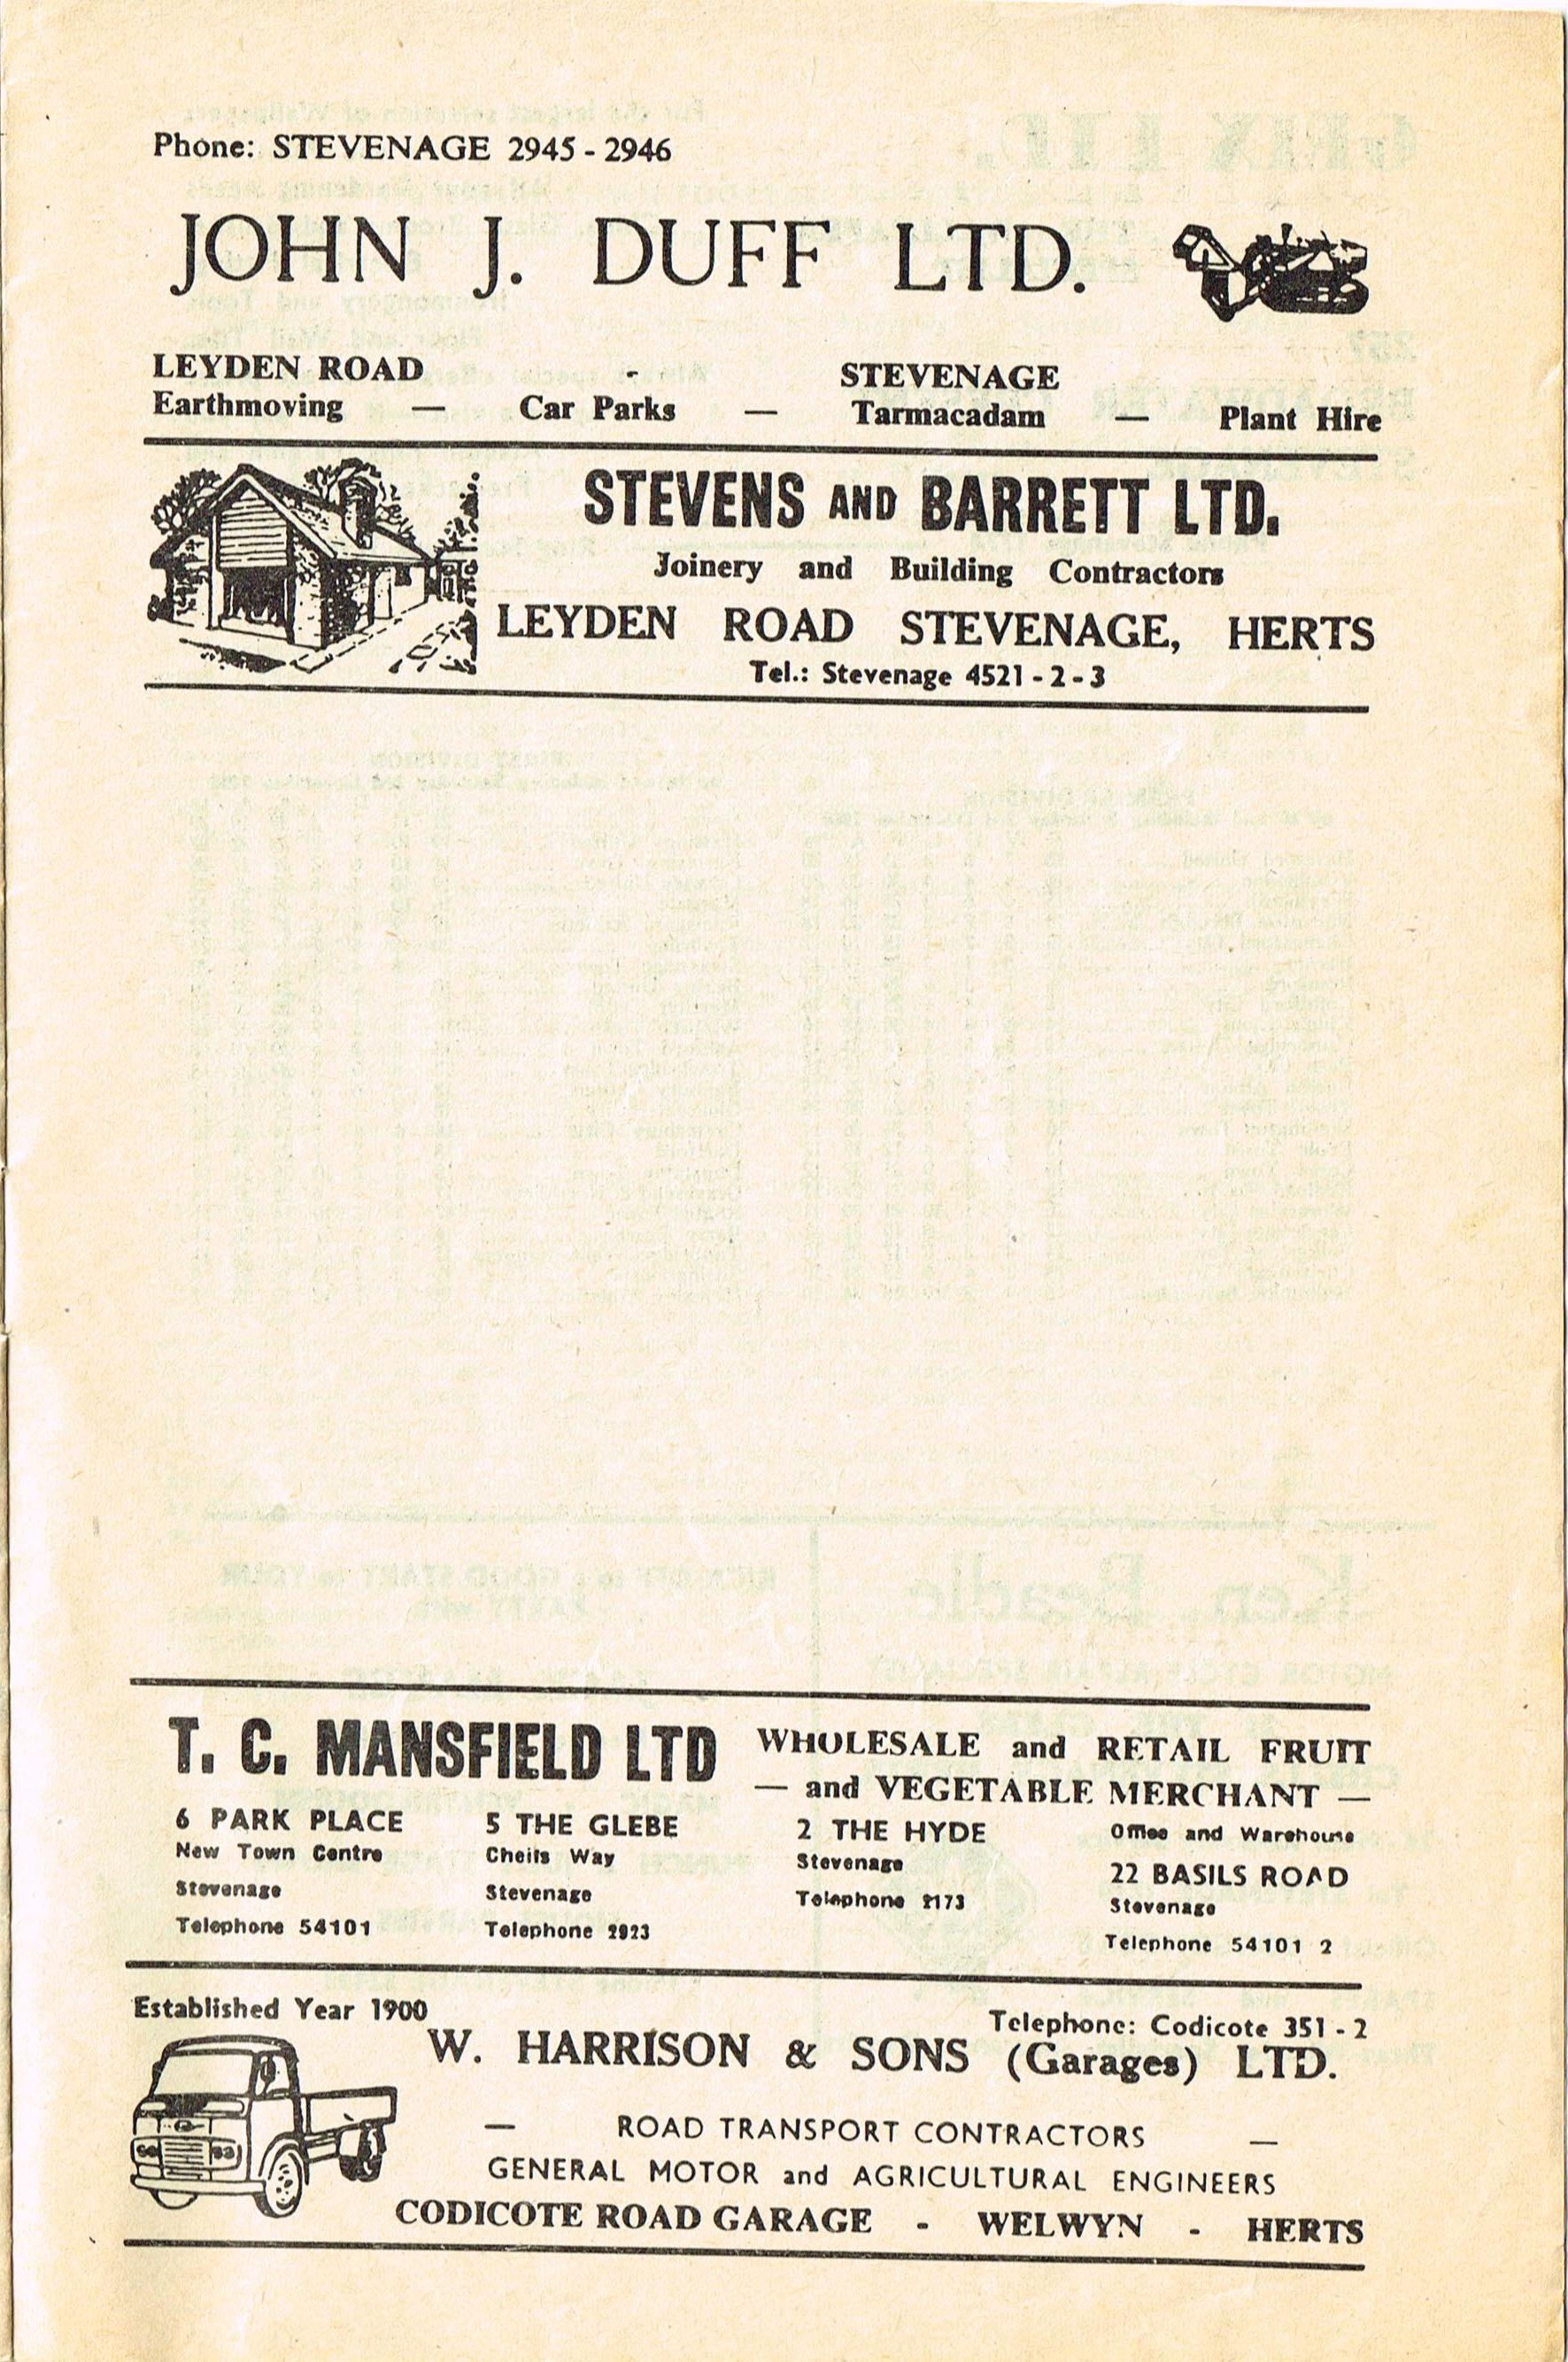 Phone: STEVENAGE 2945 - 2946
JOHN J. DUFF LTD.
LEYDEN ROAD - STEVENAGE
Earthmoving — Car Parks — Tarmacadam — Plant Hire
STEVENS AND BARRETT LTD.
Joinery and Building Contractors
LEYDEN ROAD STEVENAGE, HERTS
Tel.: Stevenage 4521 - 2 - 3
T. C. MANSFIELD LTD
WHOLESALE and RETAIL FRUIT
— and VEGETABLE MERCHANT —
6 PARK PLACE
New Town Centre
Stevenage
Telephone 54101
5 THE GLEBE
Chells Way
Stevenage
Telephone 2923
2 THE HYDE
Stevenage
Telephone
Office and Warehouse
22 BASILS ROAD
Stevenage
Telephone 54101 2
Established Year 1900
Telephone: Codicote 351 - 2
W. HARRISON & SONS (Garages) LTD.
— ROAD TRANSPORT CONTRACTORS —
GENERAL MOTOR and AGRICULTURAL ENGINEERS
CODICOTE ROAD GARAGE - WELWYN - HERTS